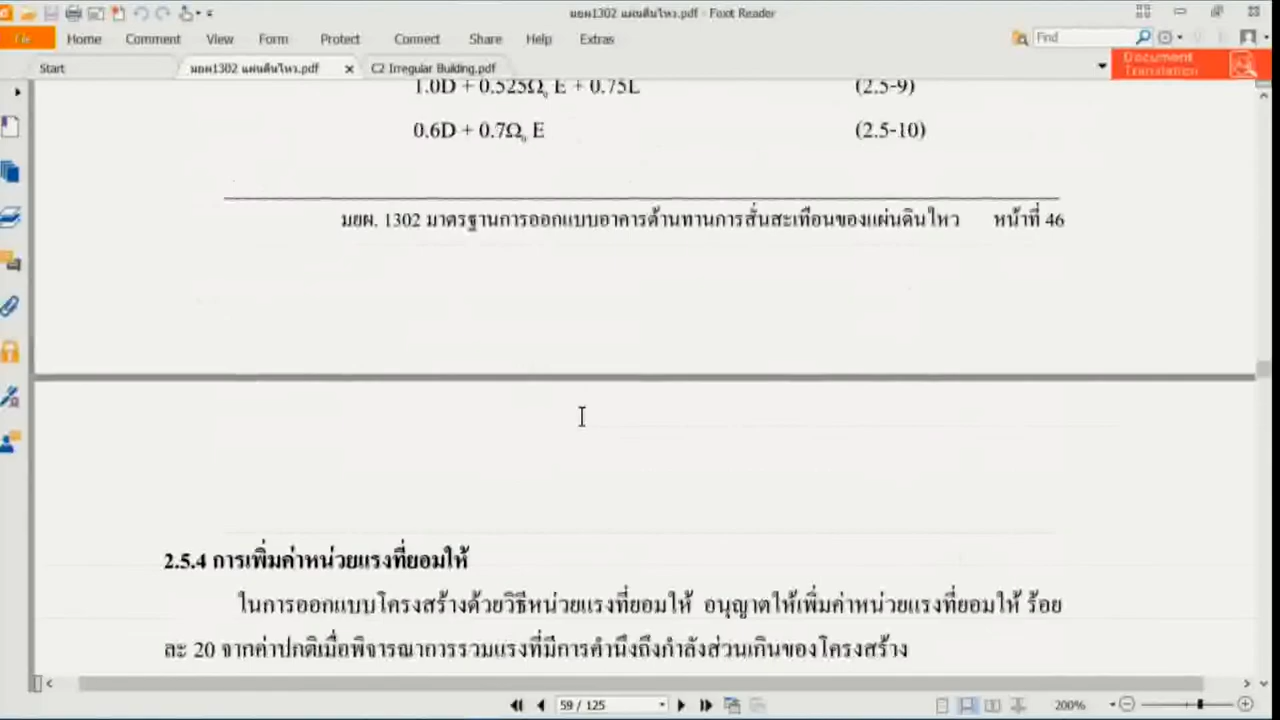 มยผ1302 แผ่นดินไหว.pdf - Foxit Reader
File Home Comment View Form Protect Connect Share Help Extras
Find
Start
มยผ1302 แผ่นดินไหว.pdf
C2 Irregular Building.pdf
Document Translation
1.0D + 0.525Ω₀ E + 0.75L (2.5-9)
0.6D + 0.7Ω₀ E (2.5-10)
มยผ. 1302 มาตรฐานการออกแบบอาคารต้านทานการสั่นสะเทือนของแผ่นดินไหว หน้าที่ 46
2.5.4 การเพิ่มค่าหน่วยแรงที่ยอมให้
ในการออกแบบโครงสร้างด้วยวิธีหน่วยแรงที่ยอมให้ อนุญาตให้เพิ่มค่าหน่วยแรงที่ยอมให้ ร้อย
ละ 20 จากค่าปกติเมื่อพิจารณาการรวมแรงที่มีการคำนึงถึงกำลังส่วนเกินของโครงสร้าง
59 / 125
200%